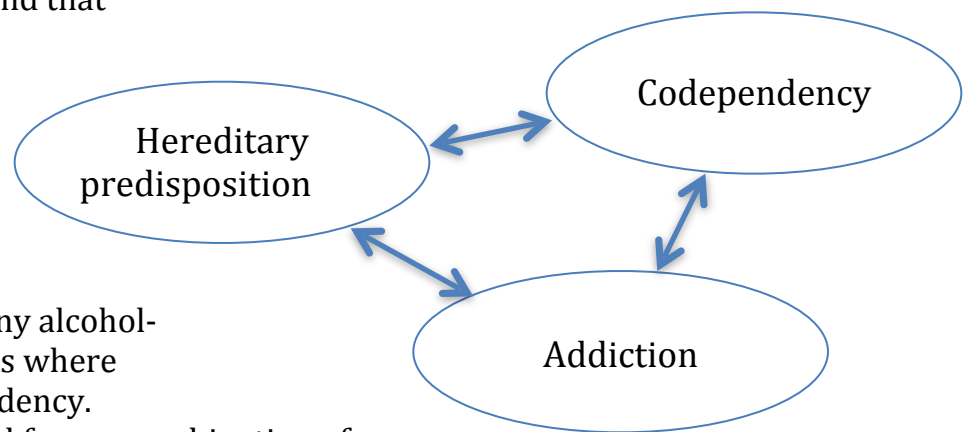 nd that
Codependency
Hereditary
predisposition
ny alcohol-
s where
dency.
Addiction